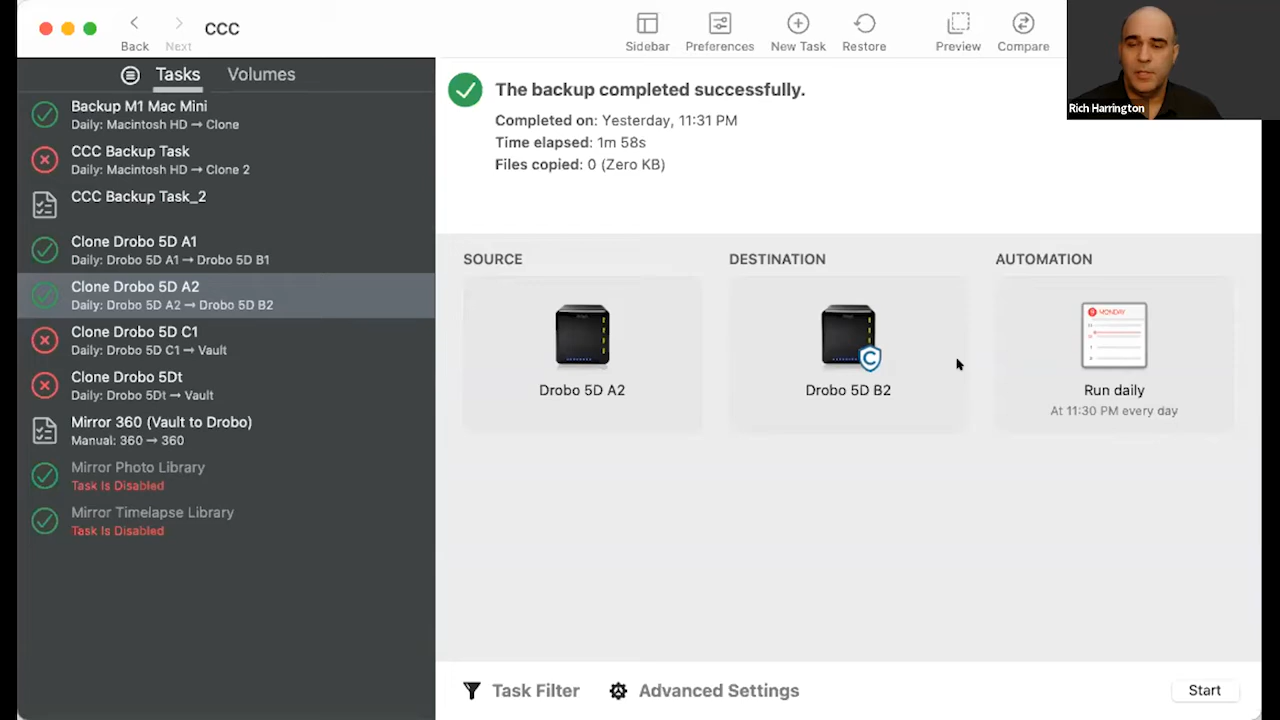 Back
Next
CCC
Sidebar
Preferences
New Task
Restore
Preview
Compare
Rich Harrington
Tasks
Volumes
Backup M1 Mac Mini
Daily: Macintosh HD → Clone
CCC Backup Task
Daily: Macintosh HD → Clone 2
CCC Backup Task_2
Clone Drobo 5D A1
Daily: Drobo 5D A1 → Drobo 5D B1
Clone Drobo 5D A2
Daily: Drobo 5D A2 → Drobo 5D B2
Clone Drobo 5D C1
Daily: Drobo 5D C1 → Vault
Clone Drobo 5Dt
Daily: Drobo 5Dt → Vault
Mirror 360 (Vault to Drobo)
Manual: 360 → 360
Mirror Photo Library
Task Is Disabled
Mirror Timelapse Library
Task Is Disabled
The backup completed successfully.
Completed on: Yesterday, 11:31 PM
Time elapsed: 1m 58s
Files copied: 0 (Zero KB)
SOURCE
DESTINATION
AUTOMATION
MONDAY
Drobo 5D A2
Drobo 5D B2
Run daily
At 11:30 PM every day
Task Filter
Advanced Settings
Start